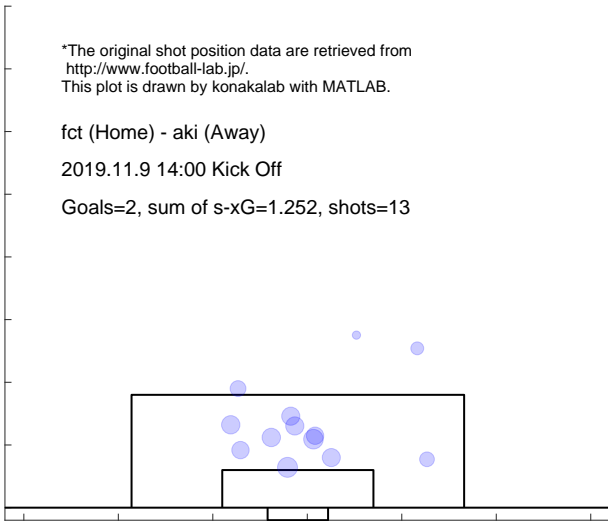 *The original shot position data are retrieved from
http://www.football-lab.jp/.
This plot is drawn by konakalab with MATLAB.
fct (Home) - aki (Away)
2019.11.9 14:00 Kick Off
Goals=2, sum of s-xG=1.252, shots=13